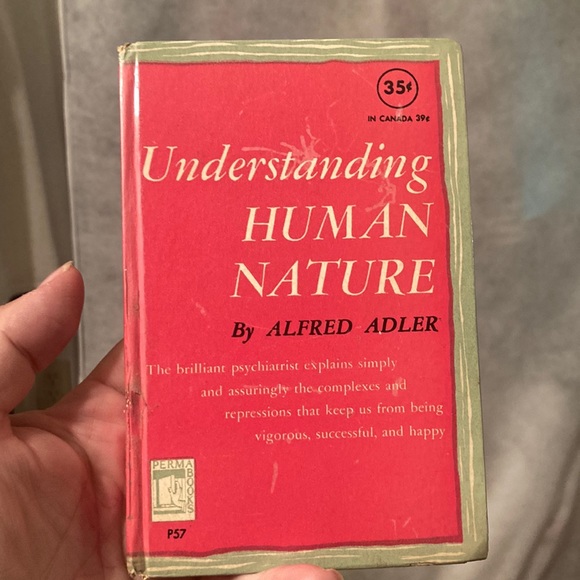 35¢
IN CANADA 39¢
Understanding
HUMAN
NATURE
By ALFRED ADLER
The brilliant psychiatrist explains simply
and assuringly the complexes and
repressions that keep us from being
vigorous, successful, and happy
PERMA
BOOKS
P57